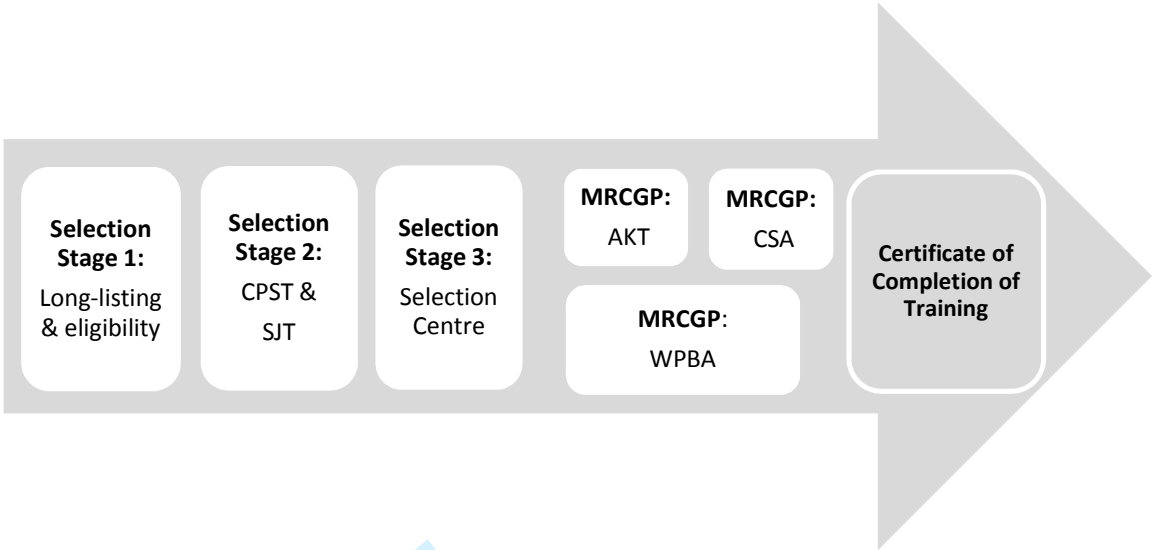 Selection
Stage 1:
Long-listing
& eligibility
Selection
Stage 2:
CPST &
SJT
Selection
Stage 3:
Selection
Centre
MRCGP:
AKT
MRCGP:
CSA
MRCGP:
WPBA
Certificate of
Completion of
Training